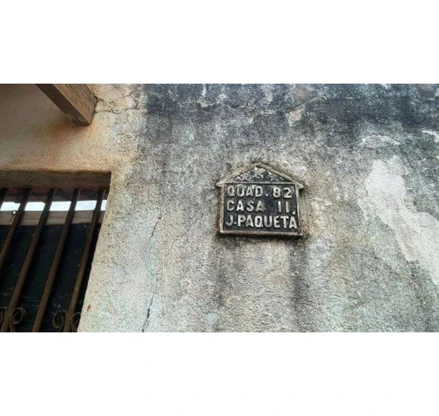 QUAD. 82
CASA 11.
J.PAQUETÁ